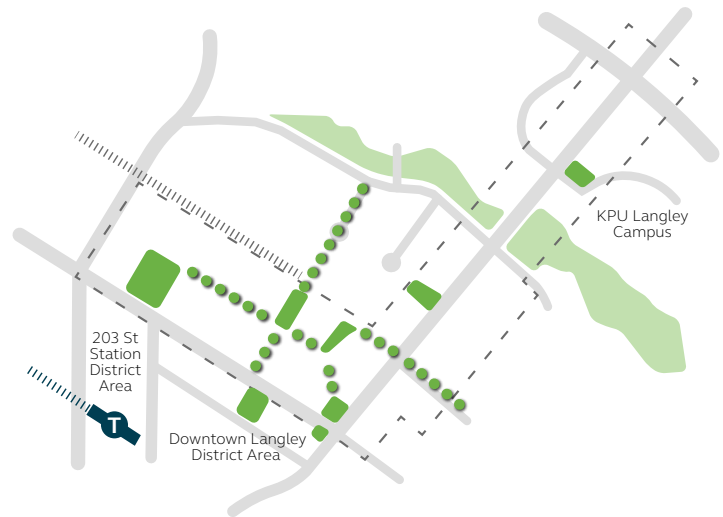 KPU Langley
Campus
203 St
Station
District
Area
T
Downtown Langley
District Area